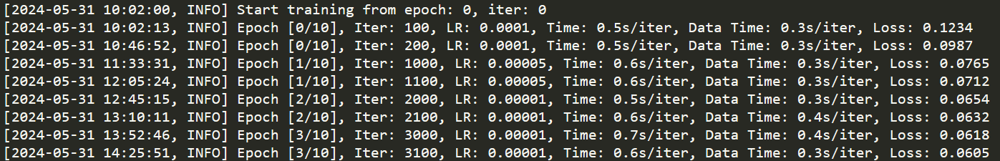 [2024-05-31 10:02:00, INFO] Start training from epoch: 0, iter: 0
[2024-05-31 10:02:13, INFO] Epoch [0/10], Iter: 100, LR: 0.0001, Time: 0.5s/iter, Data Time: 0.3s/iter, Loss: 0.1234
[2024-05-31 10:46:52, INFO] Epoch [0/10], Iter: 200, LR: 0.0001, Time: 0.5s/iter, Data Time: 0.3s/iter, Loss: 0.0987
[2024-05-31 11:33:31, INFO] Epoch [1/10], Iter: 1000, LR: 0.00005, Time: 0.6s/iter, Data Time: 0.3s/iter, Loss: 0.0765
[2024-05-31 12:05:24, INFO] Epoch [1/10], Iter: 1100, LR: 0.00005, Time: 0.6s/iter, Data Time: 0.3s/iter, Loss: 0.0712
[2024-05-31 12:45:15, INFO] Epoch [2/10], Iter: 2000, LR: 0.00001, Time: 0.5s/iter, Data Time: 0.3s/iter, Loss: 0.0654
[2024-05-31 13:10:11, INFO] Epoch [2/10], Iter: 2100, LR: 0.00001, Time: 0.6s/iter, Data Time: 0.4s/iter, Loss: 0.0632
[2024-05-31 13:52:46, INFO] Epoch [3/10], Iter: 3000, LR: 0.00001, Time: 0.7s/iter, Data Time: 0.4s/iter, Loss: 0.0618
[2024-05-31 14:25:51, INFO] Epoch [3/10], Iter: 3100, LR: 0.00001, Time: 0.6s/iter, Data Time: 0.3s/iter, Loss: 0.0605